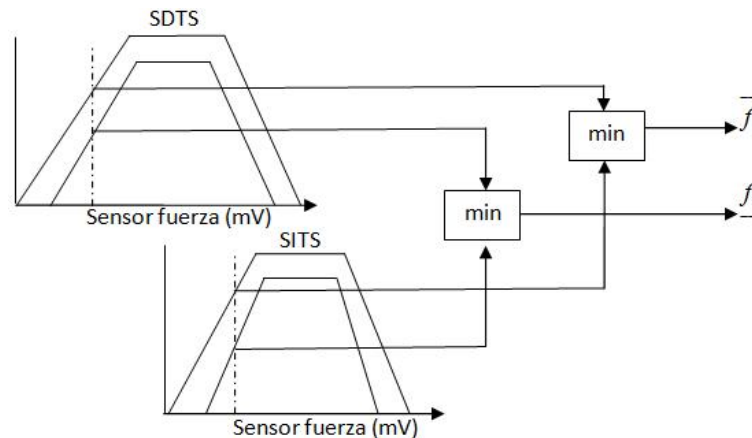 SDTS
min
f
Sensor fuerza (mV)
min
f
SITS
Sensor fuerza (mV)